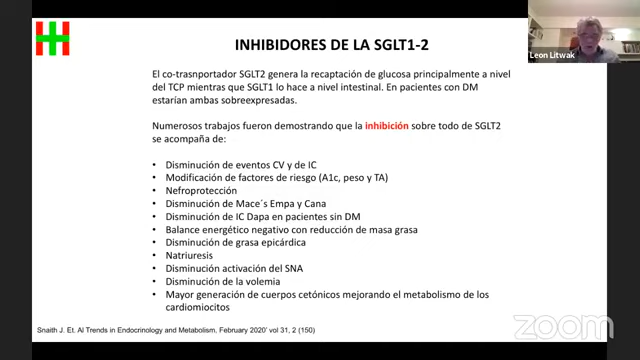 INHIBIDORES DE LA SGLT1-2
Leon Litwak
El co-trasnportador SGLT2 genera la recaptación de glucosa principalmente a nivel
del TCP mientras que SGLT1 lo hace a nivel intestinal. En pacientes con DM
estarían ambas sobreexpresadas.
Numerosos trabajos fueron demostrando que la inhibición sobre todo de SGLT2
se acompaña de:
• Disminución de eventos CV y de IC
• Modificación de factores de riesgo (A1c, peso y TA)
• Nefroprotección
• Disminución de Mace´s Empa y Cana
• Disminución de IC Dapa en pacientes sin DM
• Balance energético negativo con reducción de masa grasa
• Disminución de grasa epicárdica
• Natriuresis
• Disminución activación del SNA
• Disminución de la volemia
• Mayor generación de cuerpos cetónicos mejorando el metabolismo de los
cardiomiocitos
Snaith J. Et. Al Trends in Endocrinology and Metabolism, February 2020' vol 31, 2 (150)
zoom